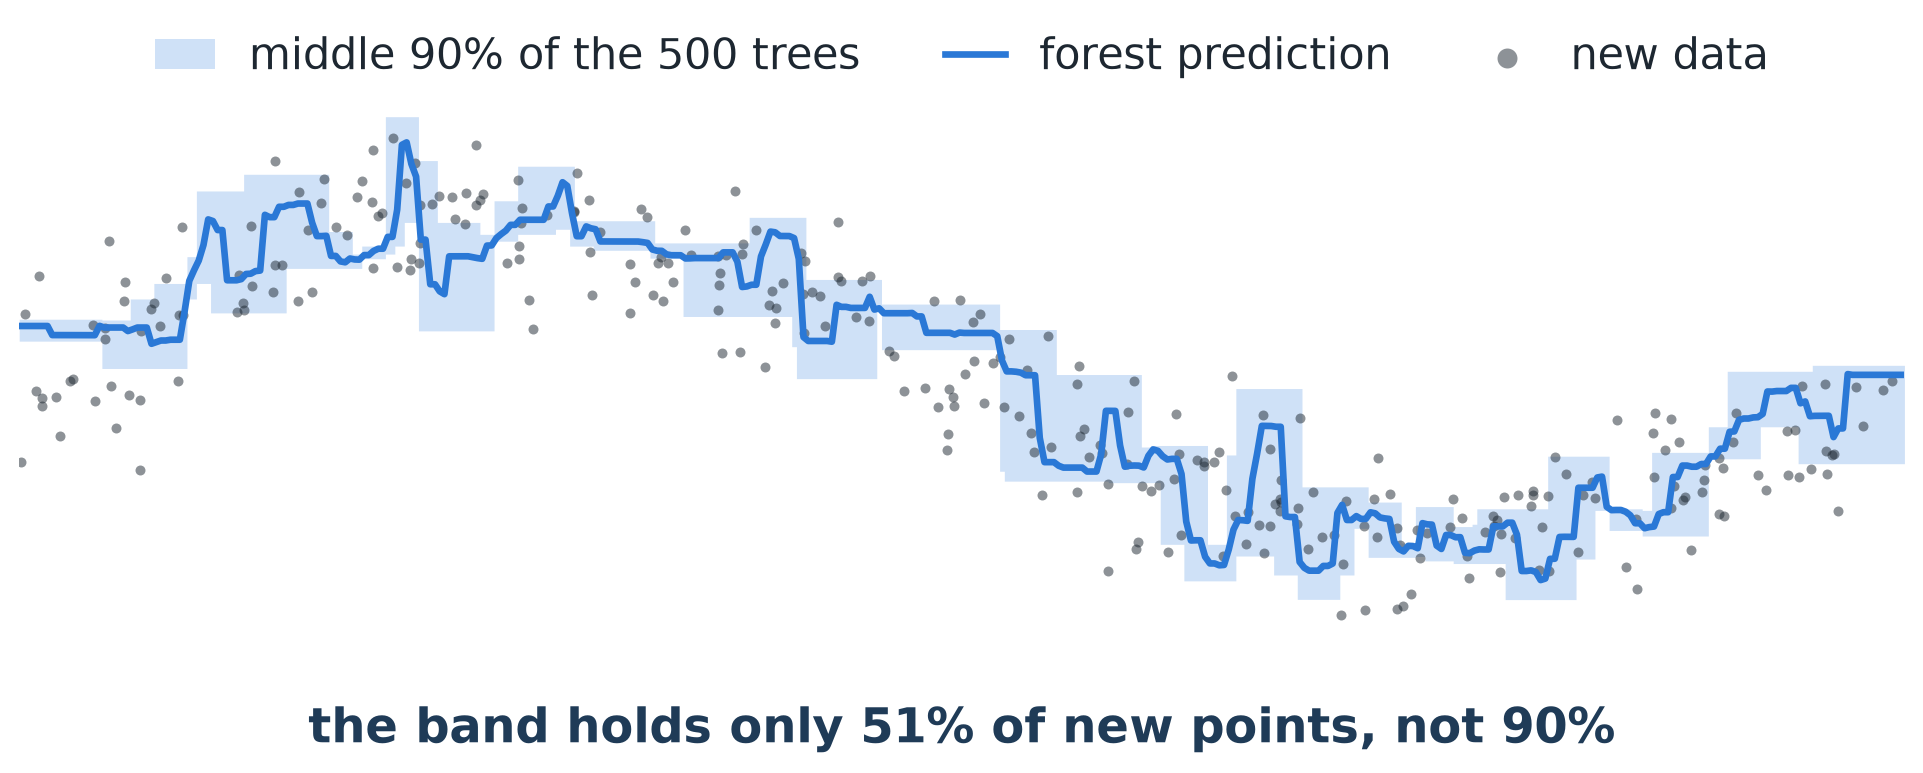 middle 90% of the 500 trees forest prediction new data
the band holds only 51% of new points, not 90%